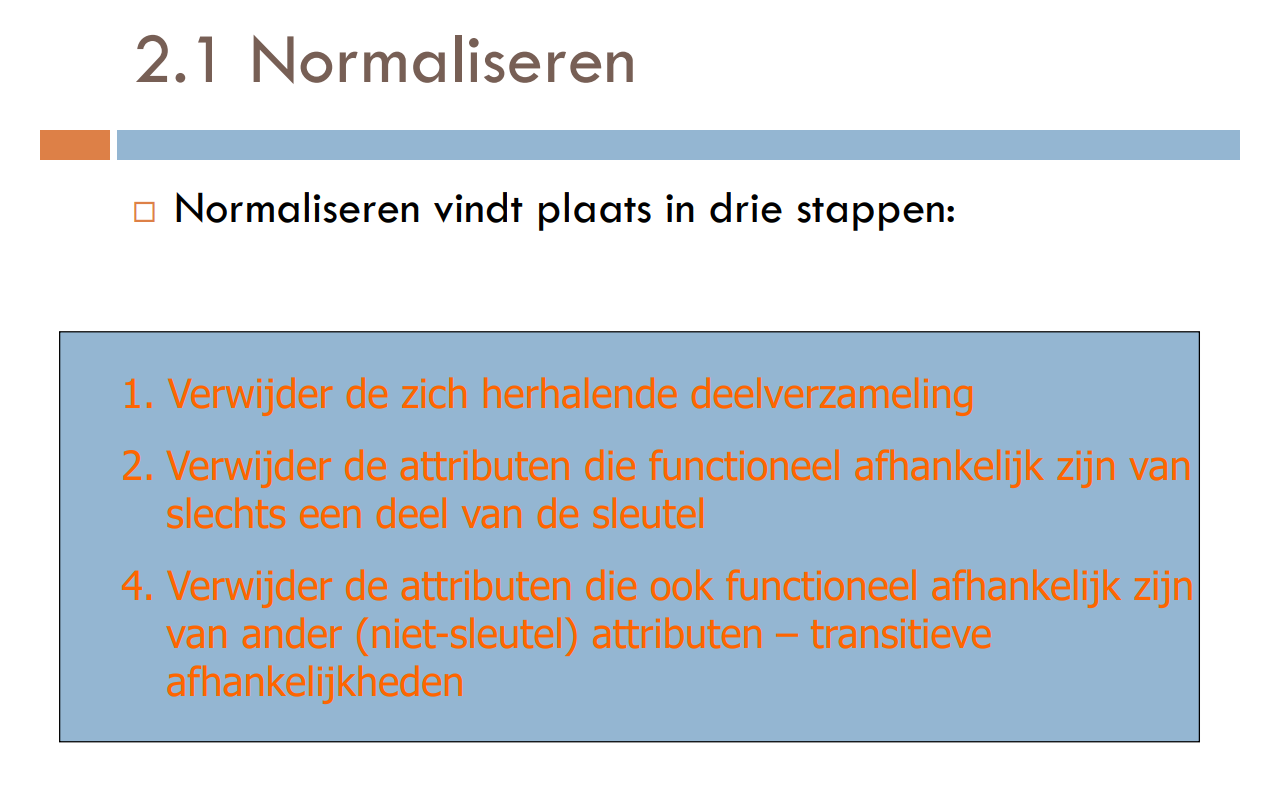 2.1 Normaliseren
Normaliseren vindt plaats in drie stappen:
1. Verwijder de zich herhalende deelverzameling
2. Verwijder de attributen die functioneel afhankelijk zijn van
slechts een deel van de sleutel
4. Verwijder de attributen die ook functioneel afhankelijk zijn
van ander (niet-sleutel) attributen – transitieve
afhankelijkheden